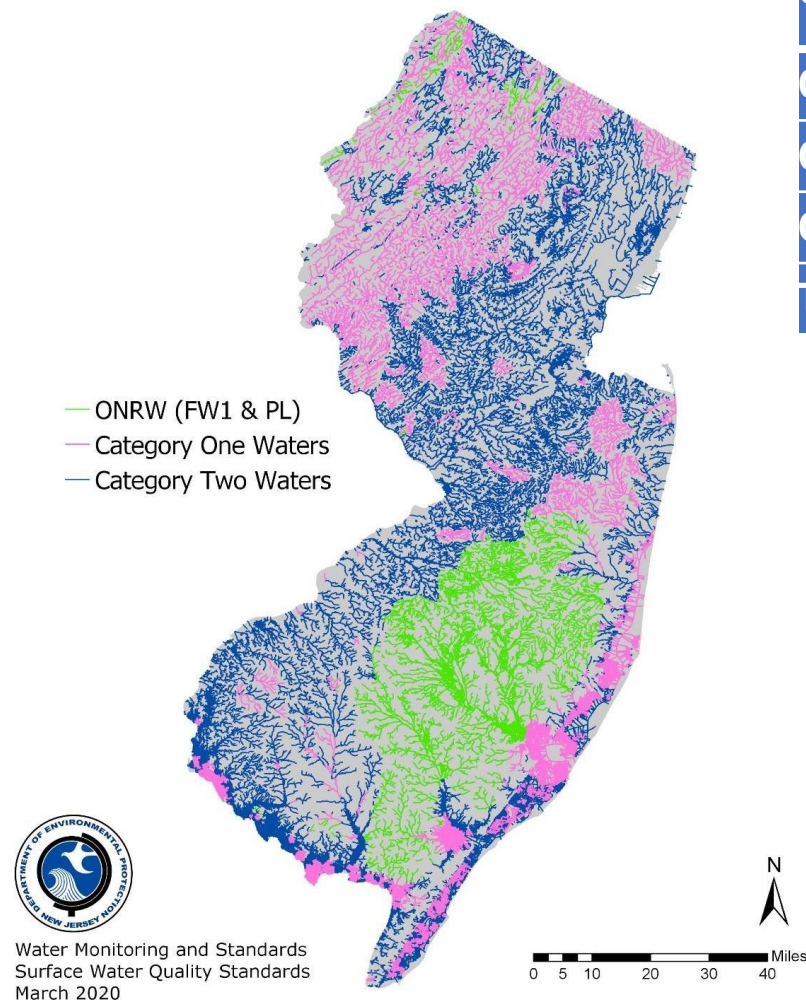 ONRW (FW1 & PL)
Category One Waters
Category Two Waters
DEPARTMENT OF ENVIRONMENTAL PROTECTION
NEW JERSEY
Water Monitoring and Standards
Surface Water Quality Standards
March 2020
N
Miles
0 5 10 20 30 40